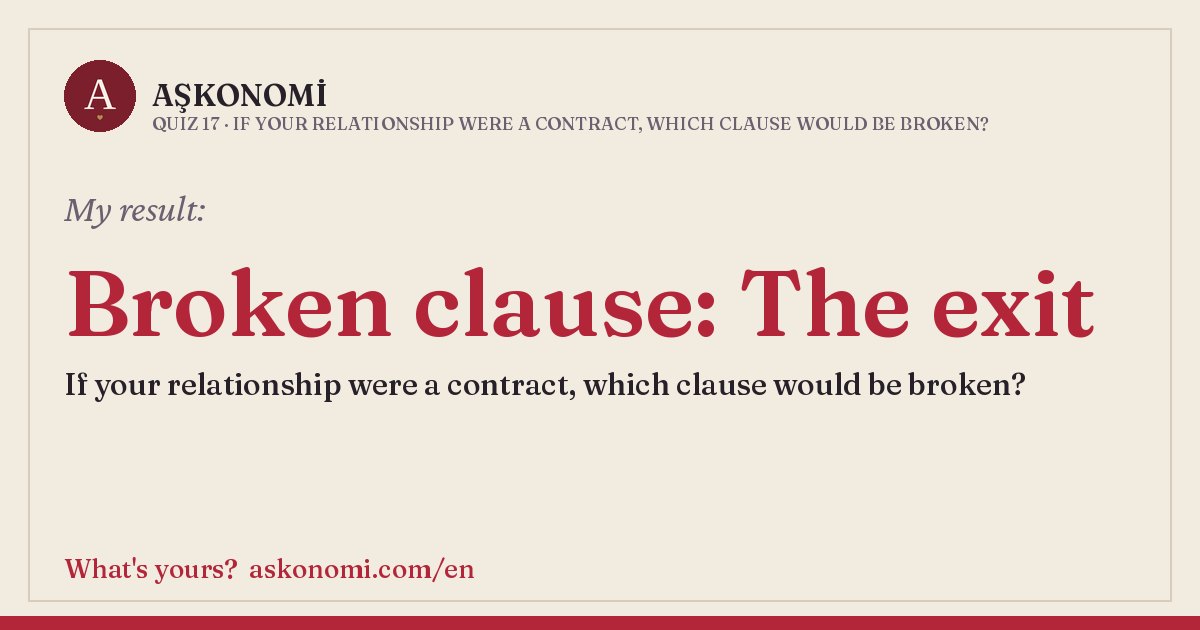 A
AŞKONOMİ
QUIZ 17 · IF YOUR RELATIONSHIP WERE A CONTRACT, WHICH CLAUSE WOULD BE BROKEN?
My result:
Broken clause: The exit
If your relationship were a contract, which clause would be broken?
What's yours? askonomi.com/en